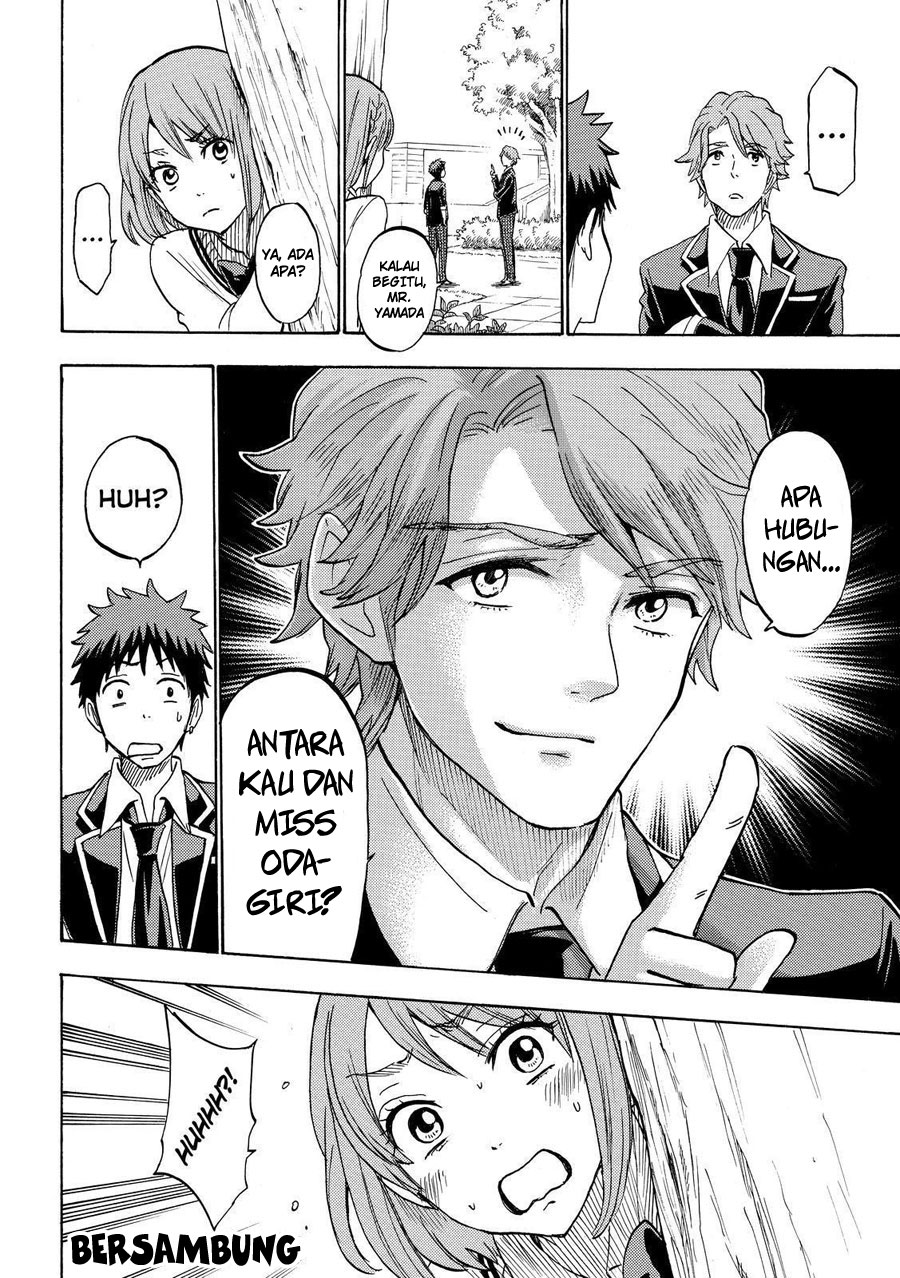 ...
KALAU
BEGITU,
MR.
YAMADA
YA, ADA
APA?
...
APA
HUBU-
NGAN...
ANTARA
KAU DAN
MISS
ODA-
GIRI?
HUH?
HUHHH?!
BERSAMBUNG